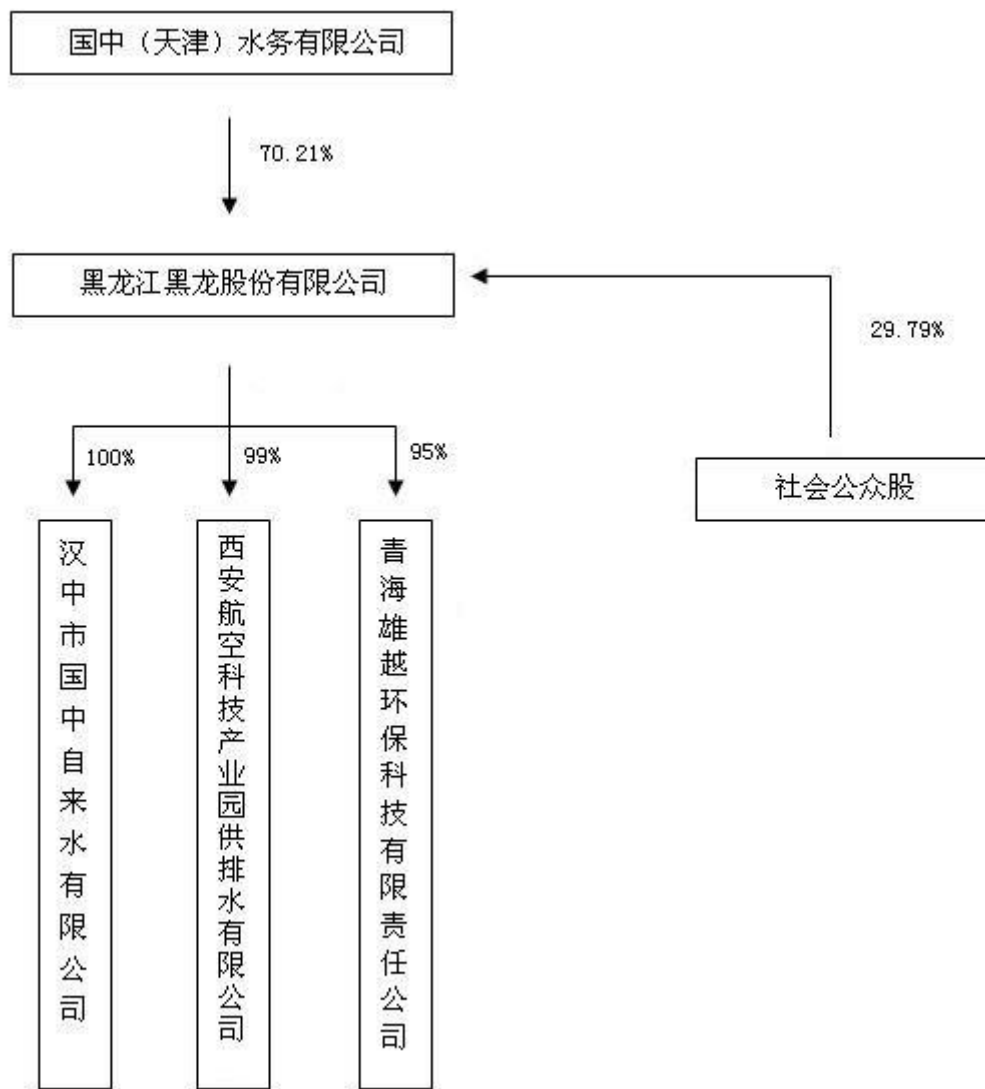 国中（天津）水务有限公司
70.21%
黑龙江黑龙股份有限公司
29.79%
100%
99%
95%
社会公众股
汉中市国中自来水有限公司
西安航空科技产业园供排水有限公司
青海雄越环保科技有限责任公司